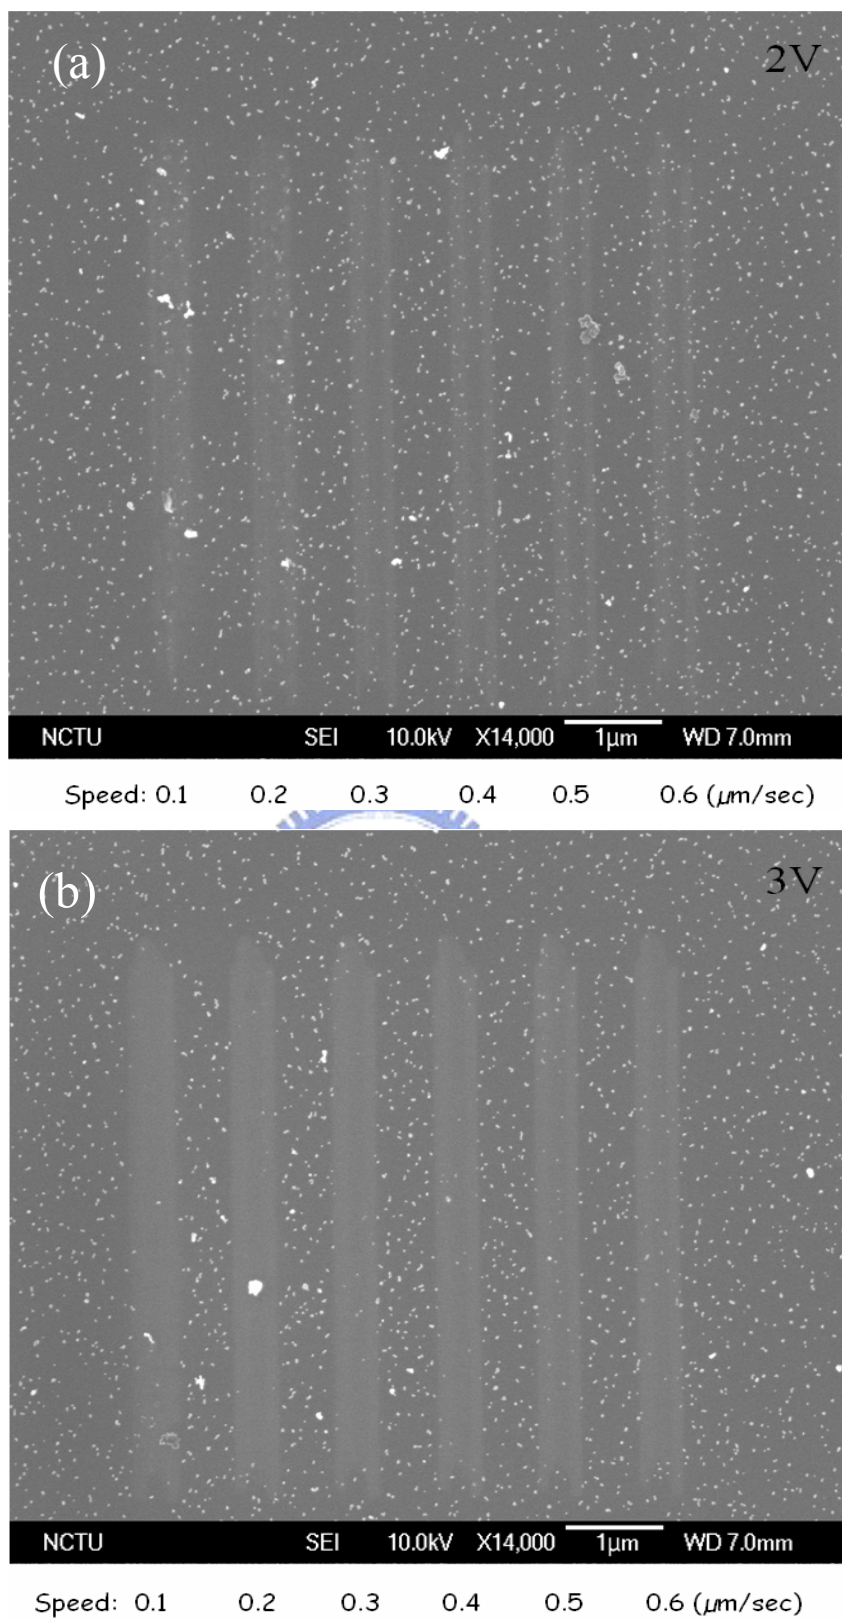 (a) 2V
NCTU SEI 10.0kV X14,000 1μm WD 7.0mm
Speed: 0.1 0.2 0.3 0.4 0.5 0.6 (μm/sec)
(b) 3V
NCTU SEI 10.0kV X14,000 1μm WD 7.0mm
Speed: 0.1 0.2 0.3 0.4 0.5 0.6 (μm/sec)